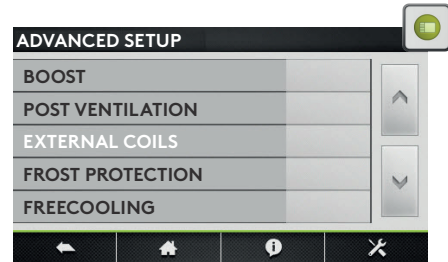 ADVANCED SETUP
BOOST
POST VENTILATION
EXTERNAL COILS
FROST PROTECTION
FREECOOLING